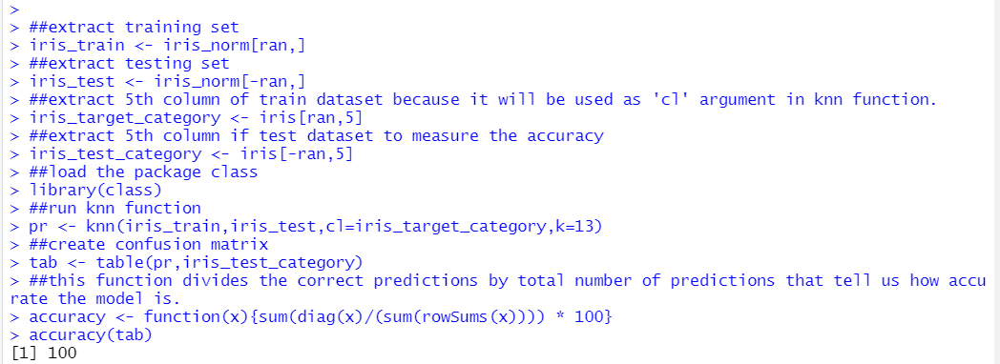 >
> ##extract training set
> iris_train <- iris_norm[ran,]
> ##extract testing set
> iris_test <- iris_norm[-ran,]
> ##extract 5th column of train dataset because it will be used as 'cl' argument in knn function.
> iris_target_category <- iris[ran,5]
> ##extract 5th column if test dataset to measure the accuracy
> iris_test_category <- iris[-ran,5]
> ##load the package class
> library(class)
> ##run knn function
> pr <- knn(iris_train,iris_test,cl=iris_target_category,k=13)
> ##create confusion matrix
> tab <- table(pr,iris_test_category)
> ##this function divides the correct predictions by total number of predictions that tell us how accu
rate the model is.
> accuracy <- function(x){sum(diag(x)/(sum(rowSums(x)))) * 100}
> accuracy(tab)
[1] 100